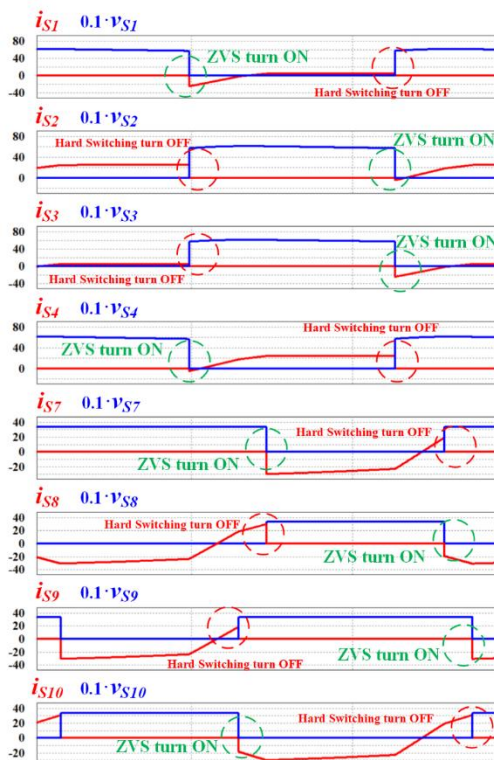 iS1 0.1·vS1
80
40
0
-40
ZVS turn ON
Hard Switching turn OFF
iS2 0.1·vS2
80
40
0
Hard Switching turn OFF
ZVS turn ON
iS3 0.1·vS3
80
40
0
-40
Hard Switching turn OFF
ZVS turn ON
iS4 0.1·vS4
80
40
0
ZVS turn ON
Hard Switching turn OFF
iS7 0.1·vS7
40
20
0
-20
ZVS turn ON
Hard Switching turn OFF
iS8 0.1·vS8
40
20
0
-20
Hard Switching turn OFF
ZVS turn ON
iS9 0.1·vS9
40
20
0
-20
-40
Hard Switching turn OFF
ZVS turn ON
iS10 0.1·vS10
40
20
0
-20
ZVS turn ON
Hard Switching turn OFF